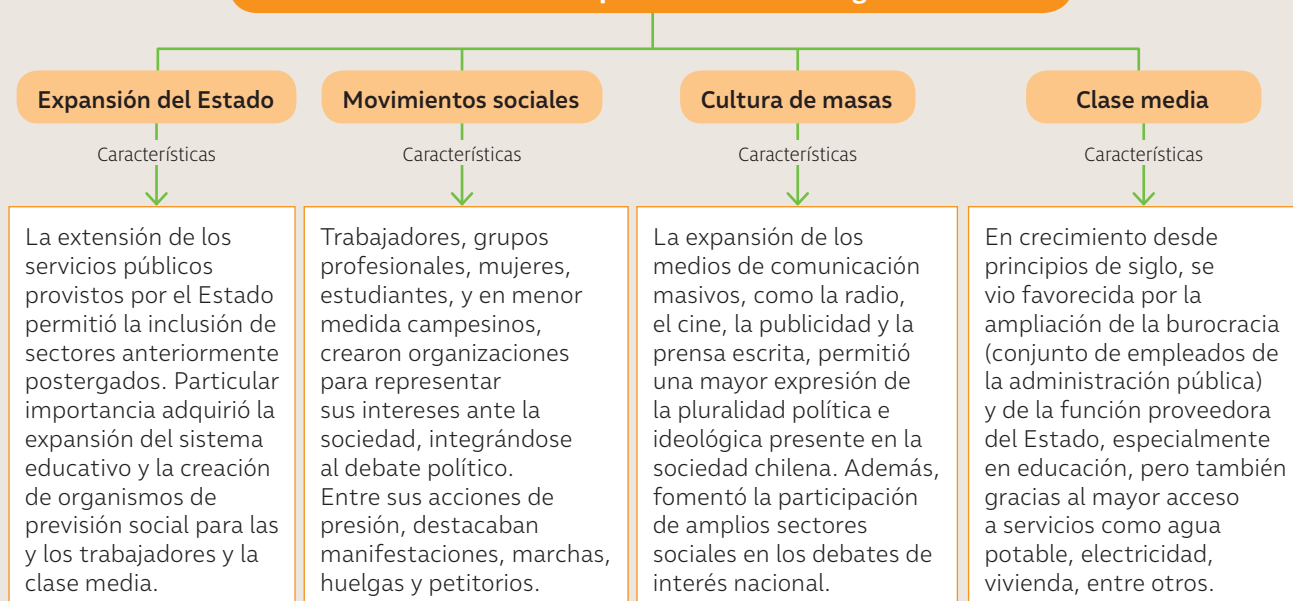 Expansión del Estado
Características
La extensión de los
servicios públicos
provistos por el Estado
permitió la inclusión de
sectores anteriormente
postergados. Particular
importancia adquirió la
expansión del sistema
educativo y la creación
de organismos de
previsión social para las
y los trabajadores y la
clase media.
Movimientos sociales
Características
Trabajadores, grupos
profesionales, mujeres,
estudiantes, y en menor
medida campesinos,
crearon organizaciones
para representar
sus intereses ante la
sociedad, integrándose
al debate político.
Entre sus acciones de
presión, destacaban
manifestaciones, marchas,
huelgas y petitorios.
Cultura de masas
Características
La expansión de los
medios de comunicación
masivos, como la radio,
el cine, la publicidad y la
prensa escrita, permitió
una mayor expresión de
la pluralidad política e
ideológica presente en la
sociedad chilena. Además,
fomentó la participación
de amplios sectores
sociales en los debates de
interés nacional.
Clase media
Características
En crecimiento desde
principios de siglo, se
vio favorecida por la
ampliación de la burocracia
(conjunto de empleados de
la administración pública)
y de la función proveedora
del Estado, especialmente
en educación, pero también
gracias al mayor acceso
a servicios como agua
potable, electricidad,
vivienda, entre otros.